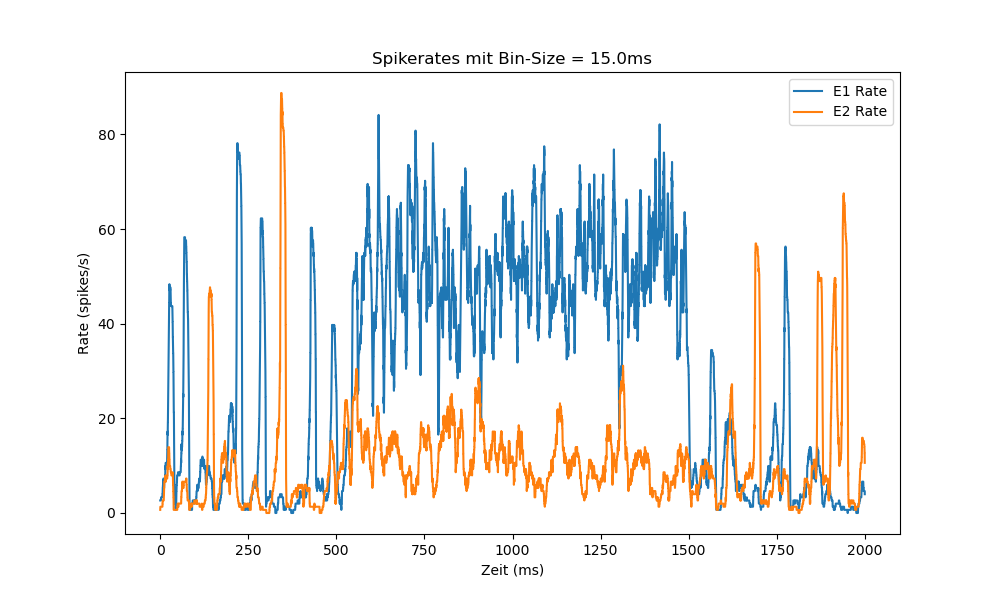 Spikerates mit Bin-Size = 15.0ms
E1 Rate
E2 Rate
Rate (spikes/s)
80
60
40
20
0
0 250 500 750 1000 1250 1500 1750 2000
Zeit (ms)